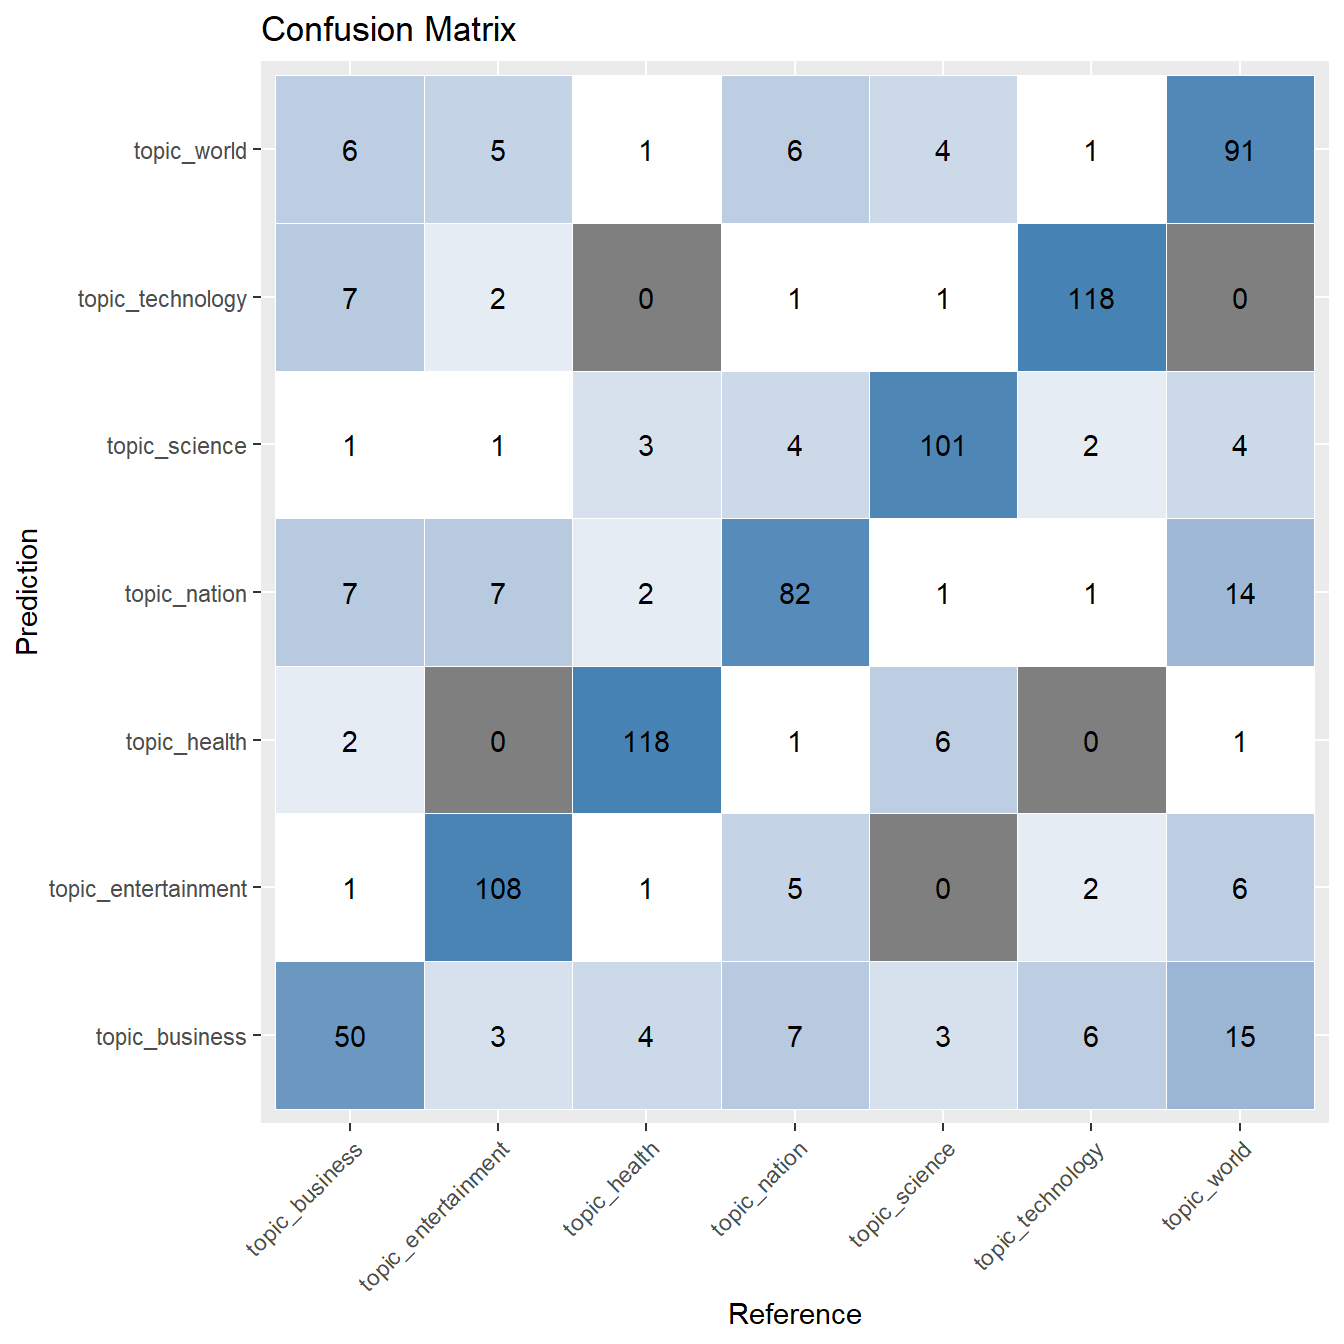 Confusion Matrix
Prediction
topic_world 6 5 1 6 4 1 91
topic_technology 7 2 0 1 1 118 0
topic_science 1 1 3 4 101 2 4
topic_nation 7 7 2 82 1 1 14
topic_health 2 0 118 1 6 0 1
topic_entertainment 1 108 1 5 0 2 6
topic_business 50 3 4 7 3 6 15
topic_business topic_entertainment topic_health topic_nation topic_science topic_technology topic_world
Reference